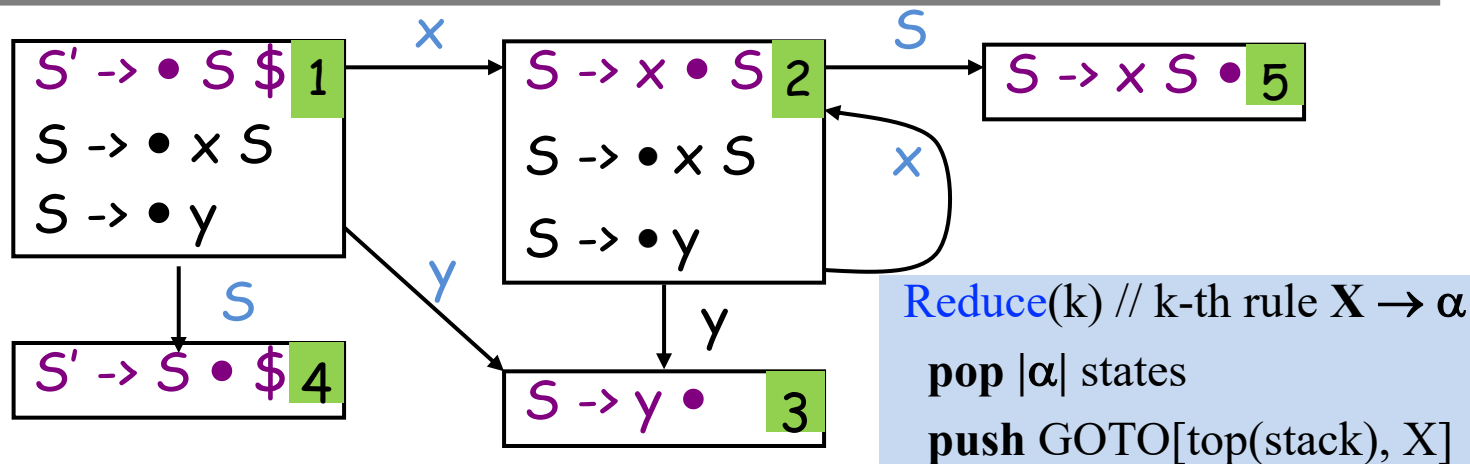 x
S
S' -> • S $ 1
S -> • x S
S -> • y
S -> x • S 2
S -> • x S
S -> • y
S -> x S • 5
x
S
y
y
S' -> S • $ 4
S -> y • 3
Reduce(k) // k-th rule X → α
pop |α| states
push GOTO[top(stack), X]